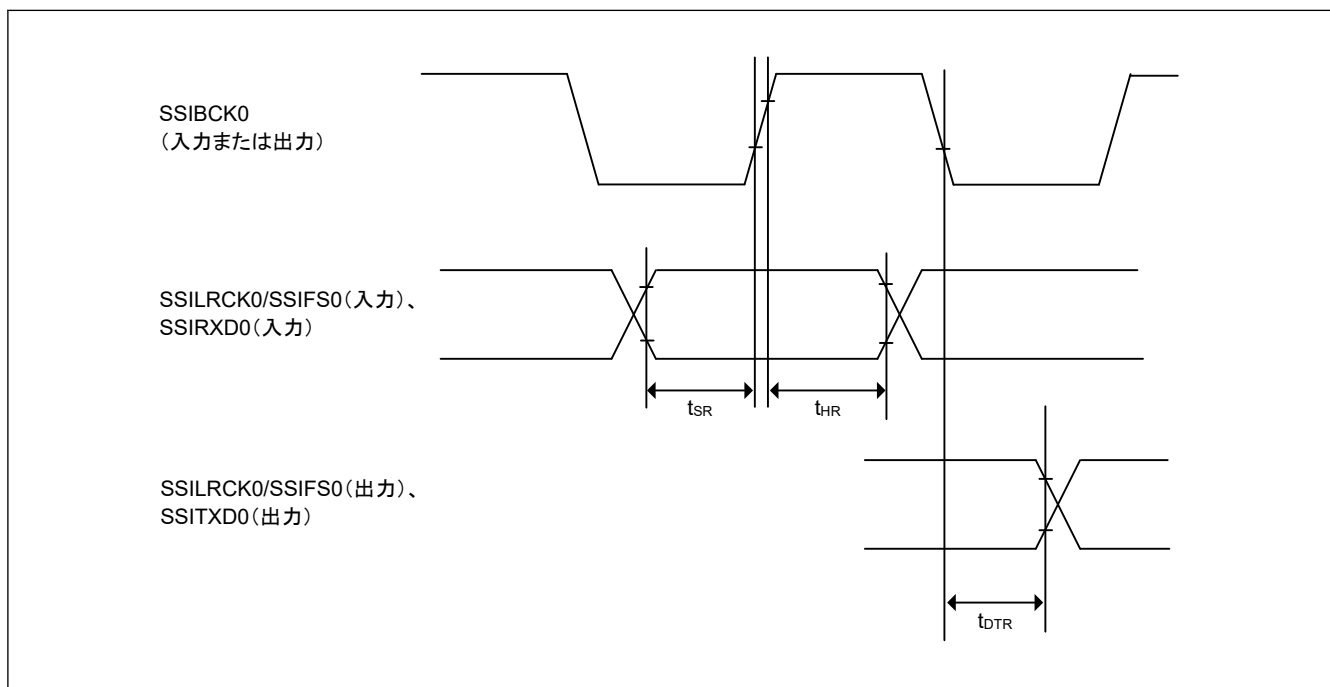 SSIBCK0
（入力または出力）
SSILRCK0/SSIFS0（入力）、
SSIRXD0（入力）
tSR
tHR
SSILRCK0/SSIFS0（出力）、
SSITXD0（出力）
tDTR